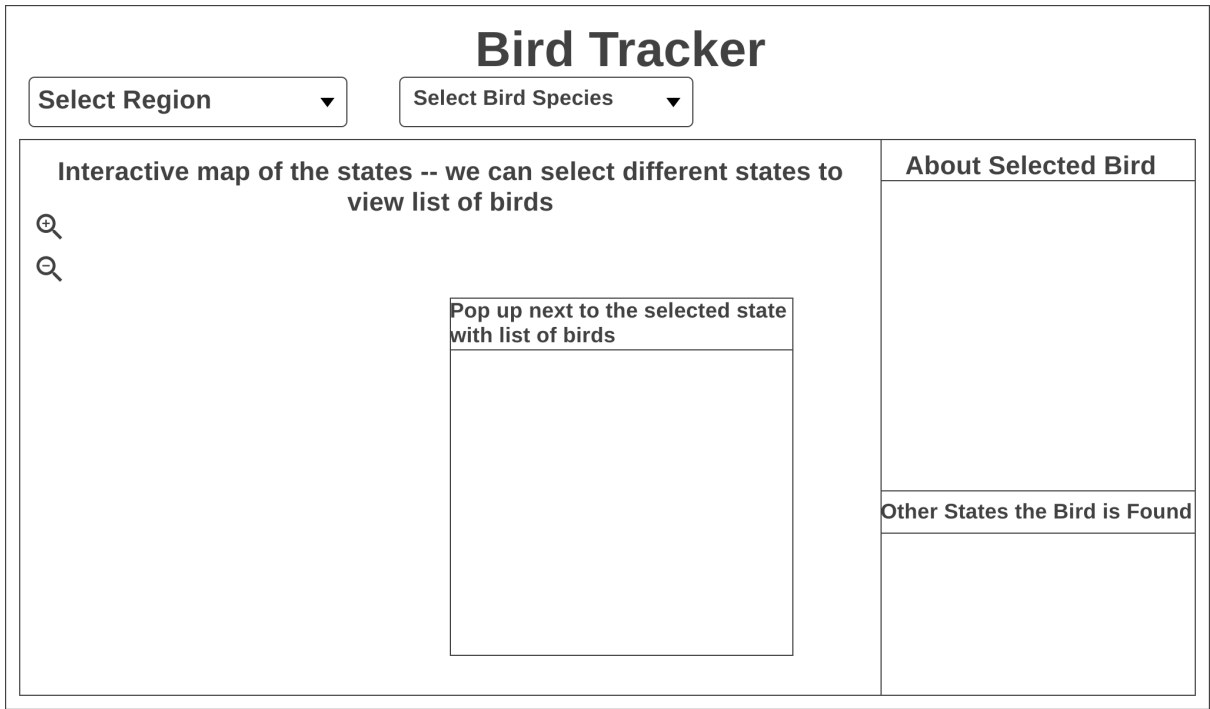 Bird Tracker
Select Region
Select Bird Species
Interactive map of the states -- we can select different states to
view list of birds
Pop up next to the selected state
with list of birds
About Selected Bird
Other States the Bird is Found